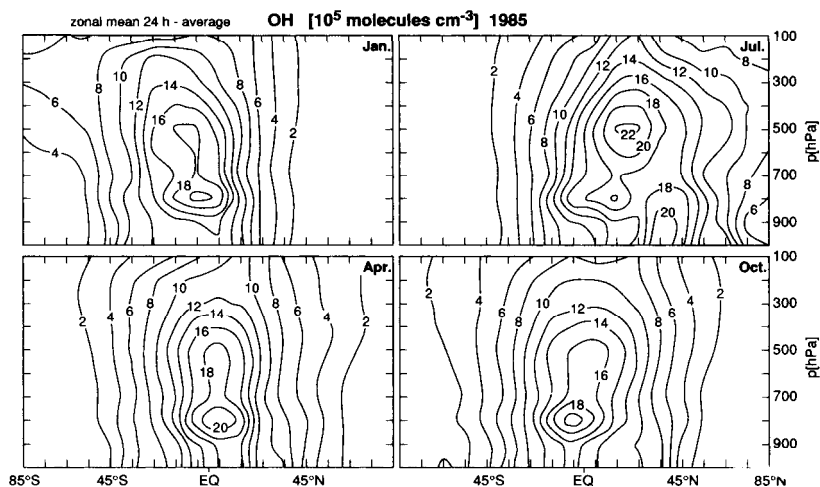 zonal mean 24 h - average OH [10⁵ molecules cm⁻³] 1985
Jan. Jul.
2 10 8 14 12 16 18 6 4 2 6 4
2 4 6 8 10 12 14 16 18 20 22 12 10 8 18 20 8 6
100
300
500
700
900
p[hPa]
Apr. Oct.
2 4 6 8 10 12 14 16 18 20 10 8 6 4 2
2 4 6 8 10 12 14 16 18 8 6 4 2
100
300
500
700
900
p[hPa]
85°S 45°S EQ 45°N 45°S EQ 45°N 85°N